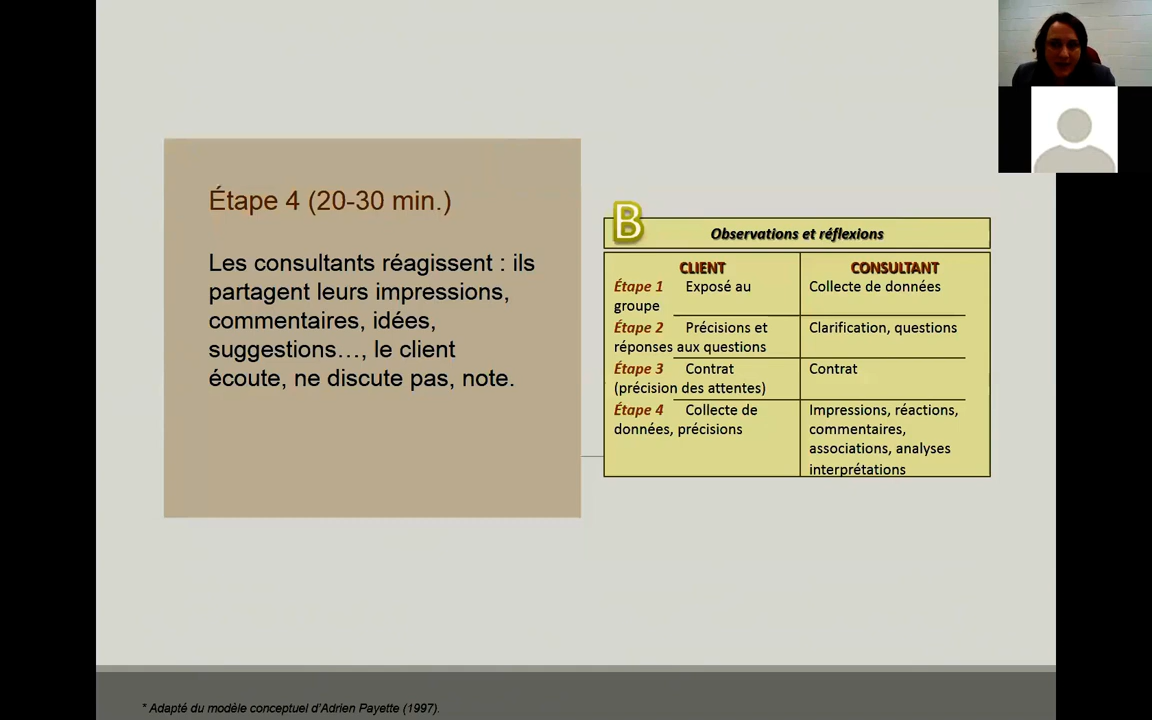 Étape 4 (20-30 min.)
Les consultants réagissent : ils
partagent leurs impressions,
commentaires, idées,
suggestions…, le client
écoute, ne discute pas, note.
B
Observations et réflexions
CLIENT
Étape 1 Exposé au
groupe
Étape 2 Précisions et
réponses aux questions
Étape 3 Contrat
(précision des attentes)
Étape 4 Collecte de
données, précisions
CONSULTANT
Collecte de données
Clarification, questions
Contrat
Impressions, réactions,
commentaires,
associations, analyses
interprétations
* Adapté du modèle conceptuel d’Adrien Payette (1997).